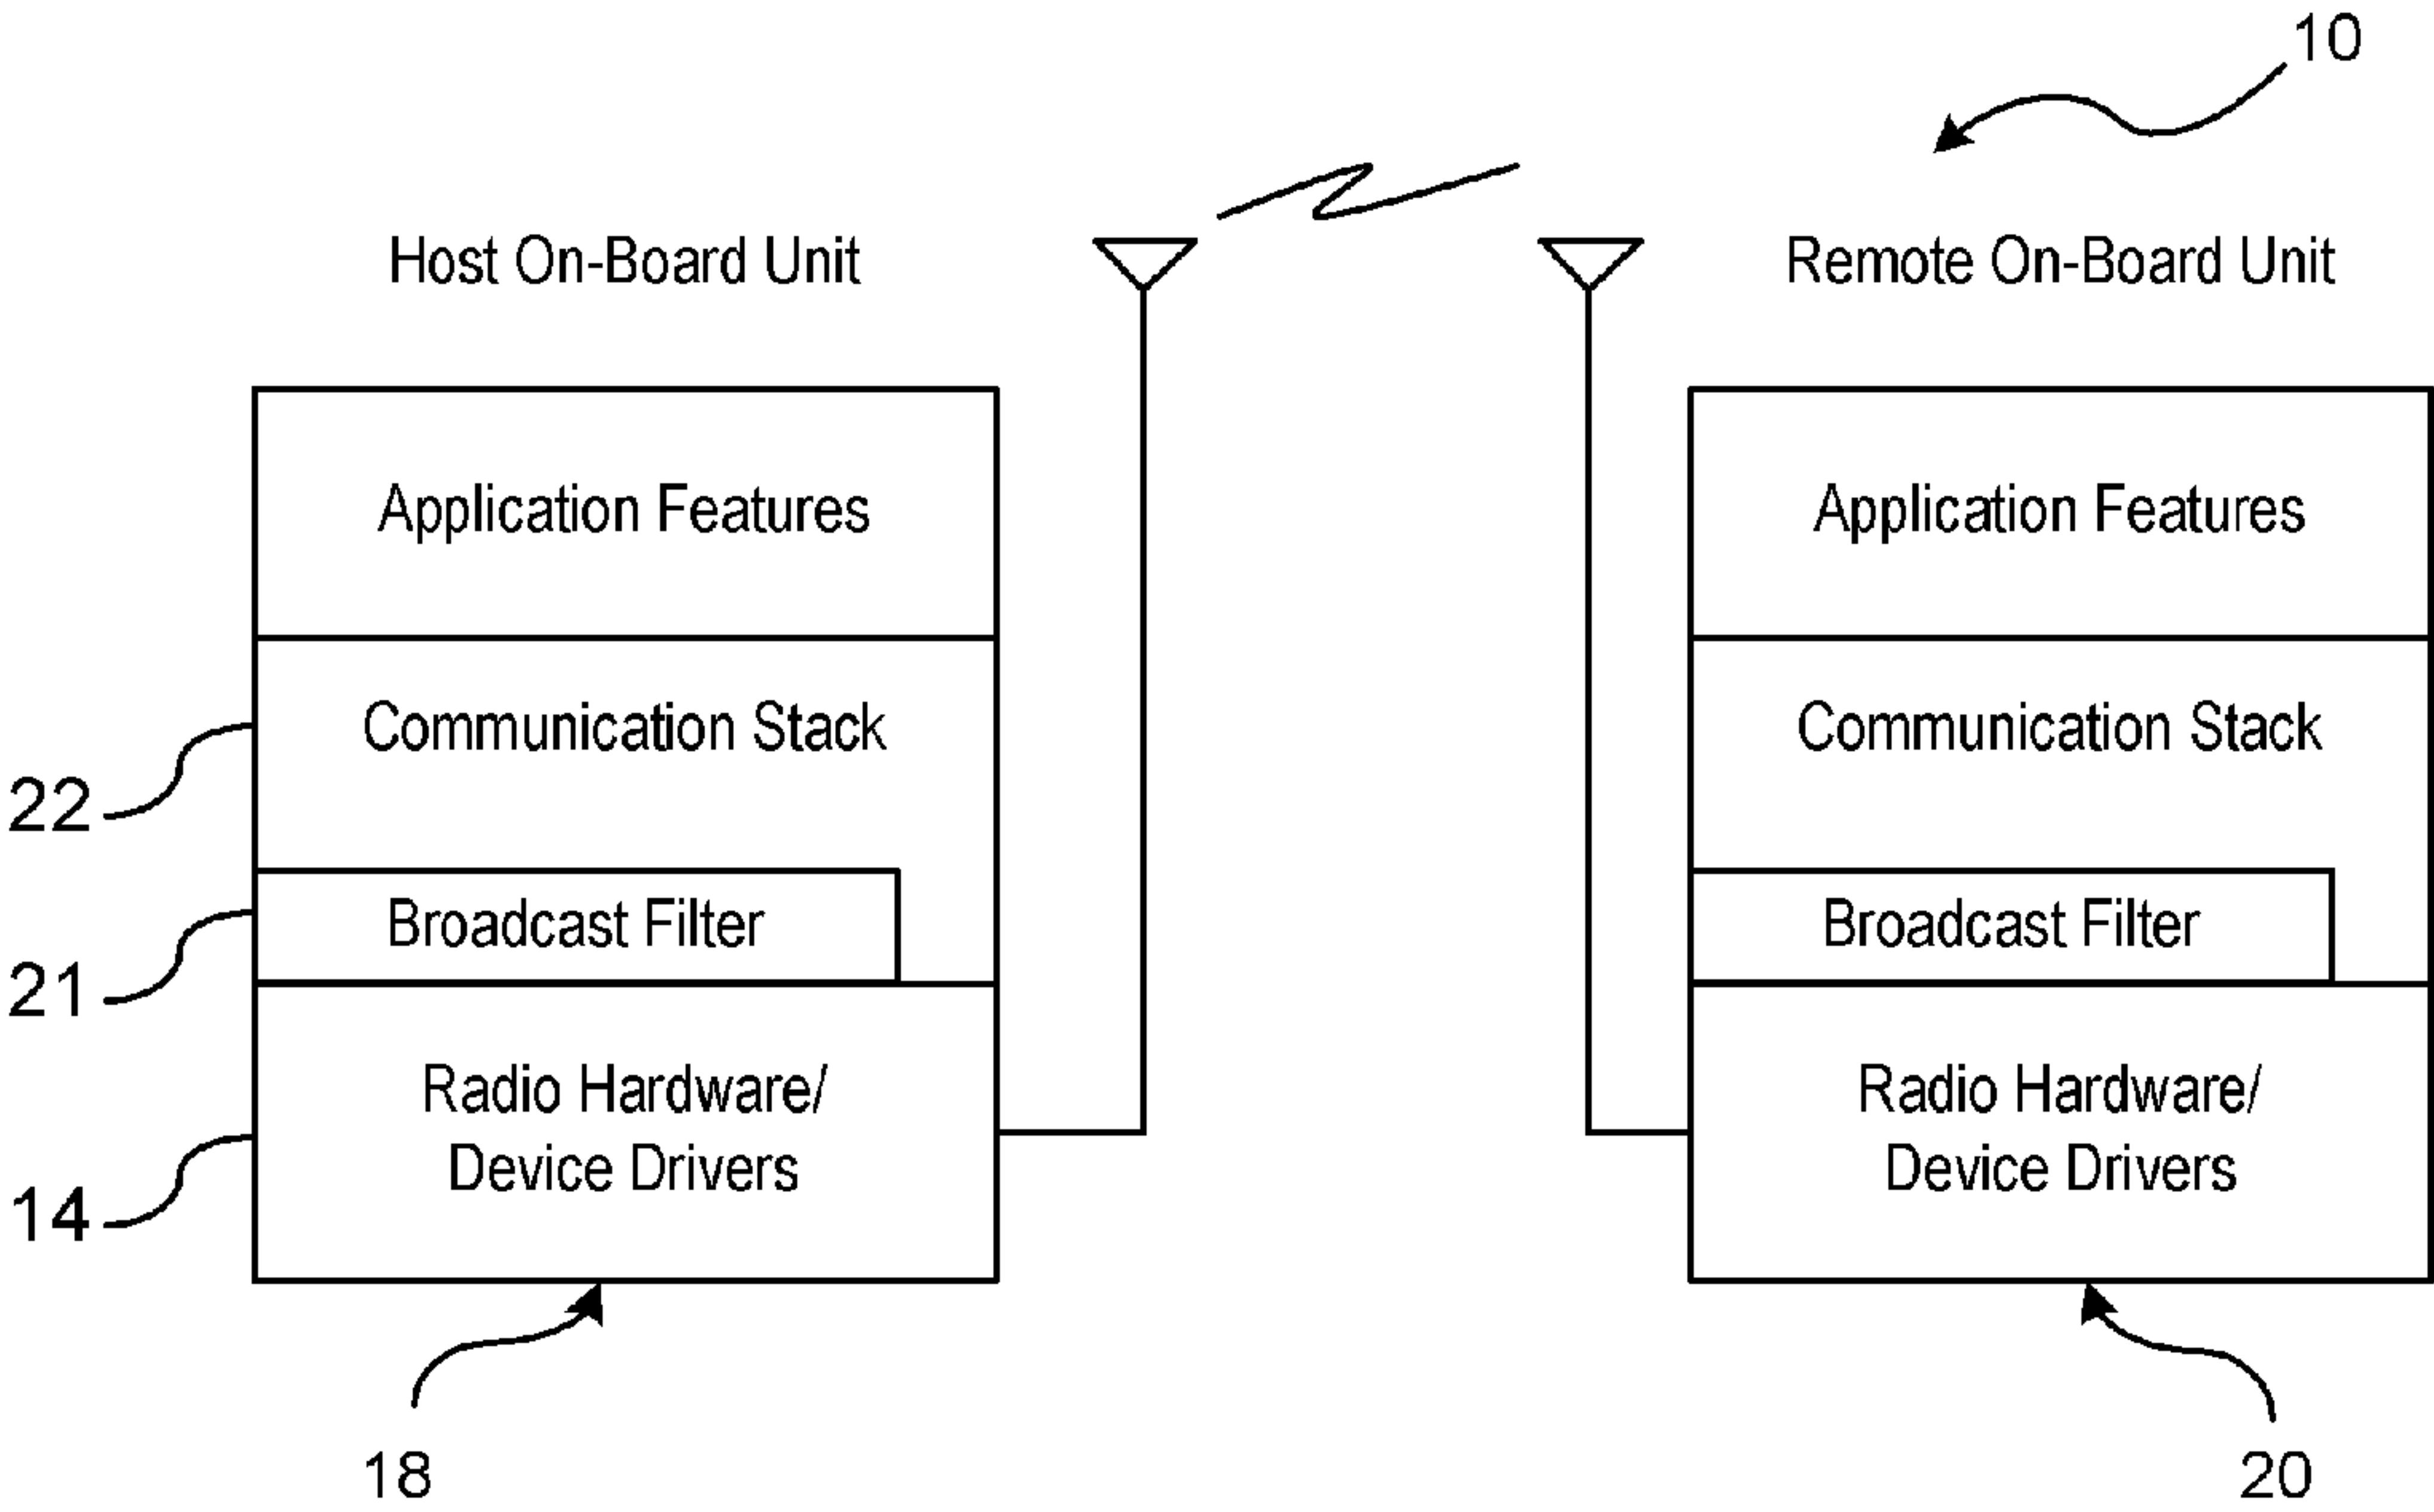 10
Host On-Board Unit
Remote On-Board Unit
Application Features
Application Features
Communication Stack
Communication Stack
22
Broadcast Filter
Broadcast Filter
21
Radio Hardware/
Device Drivers
Radio Hardware/
Device Drivers
14
18
20